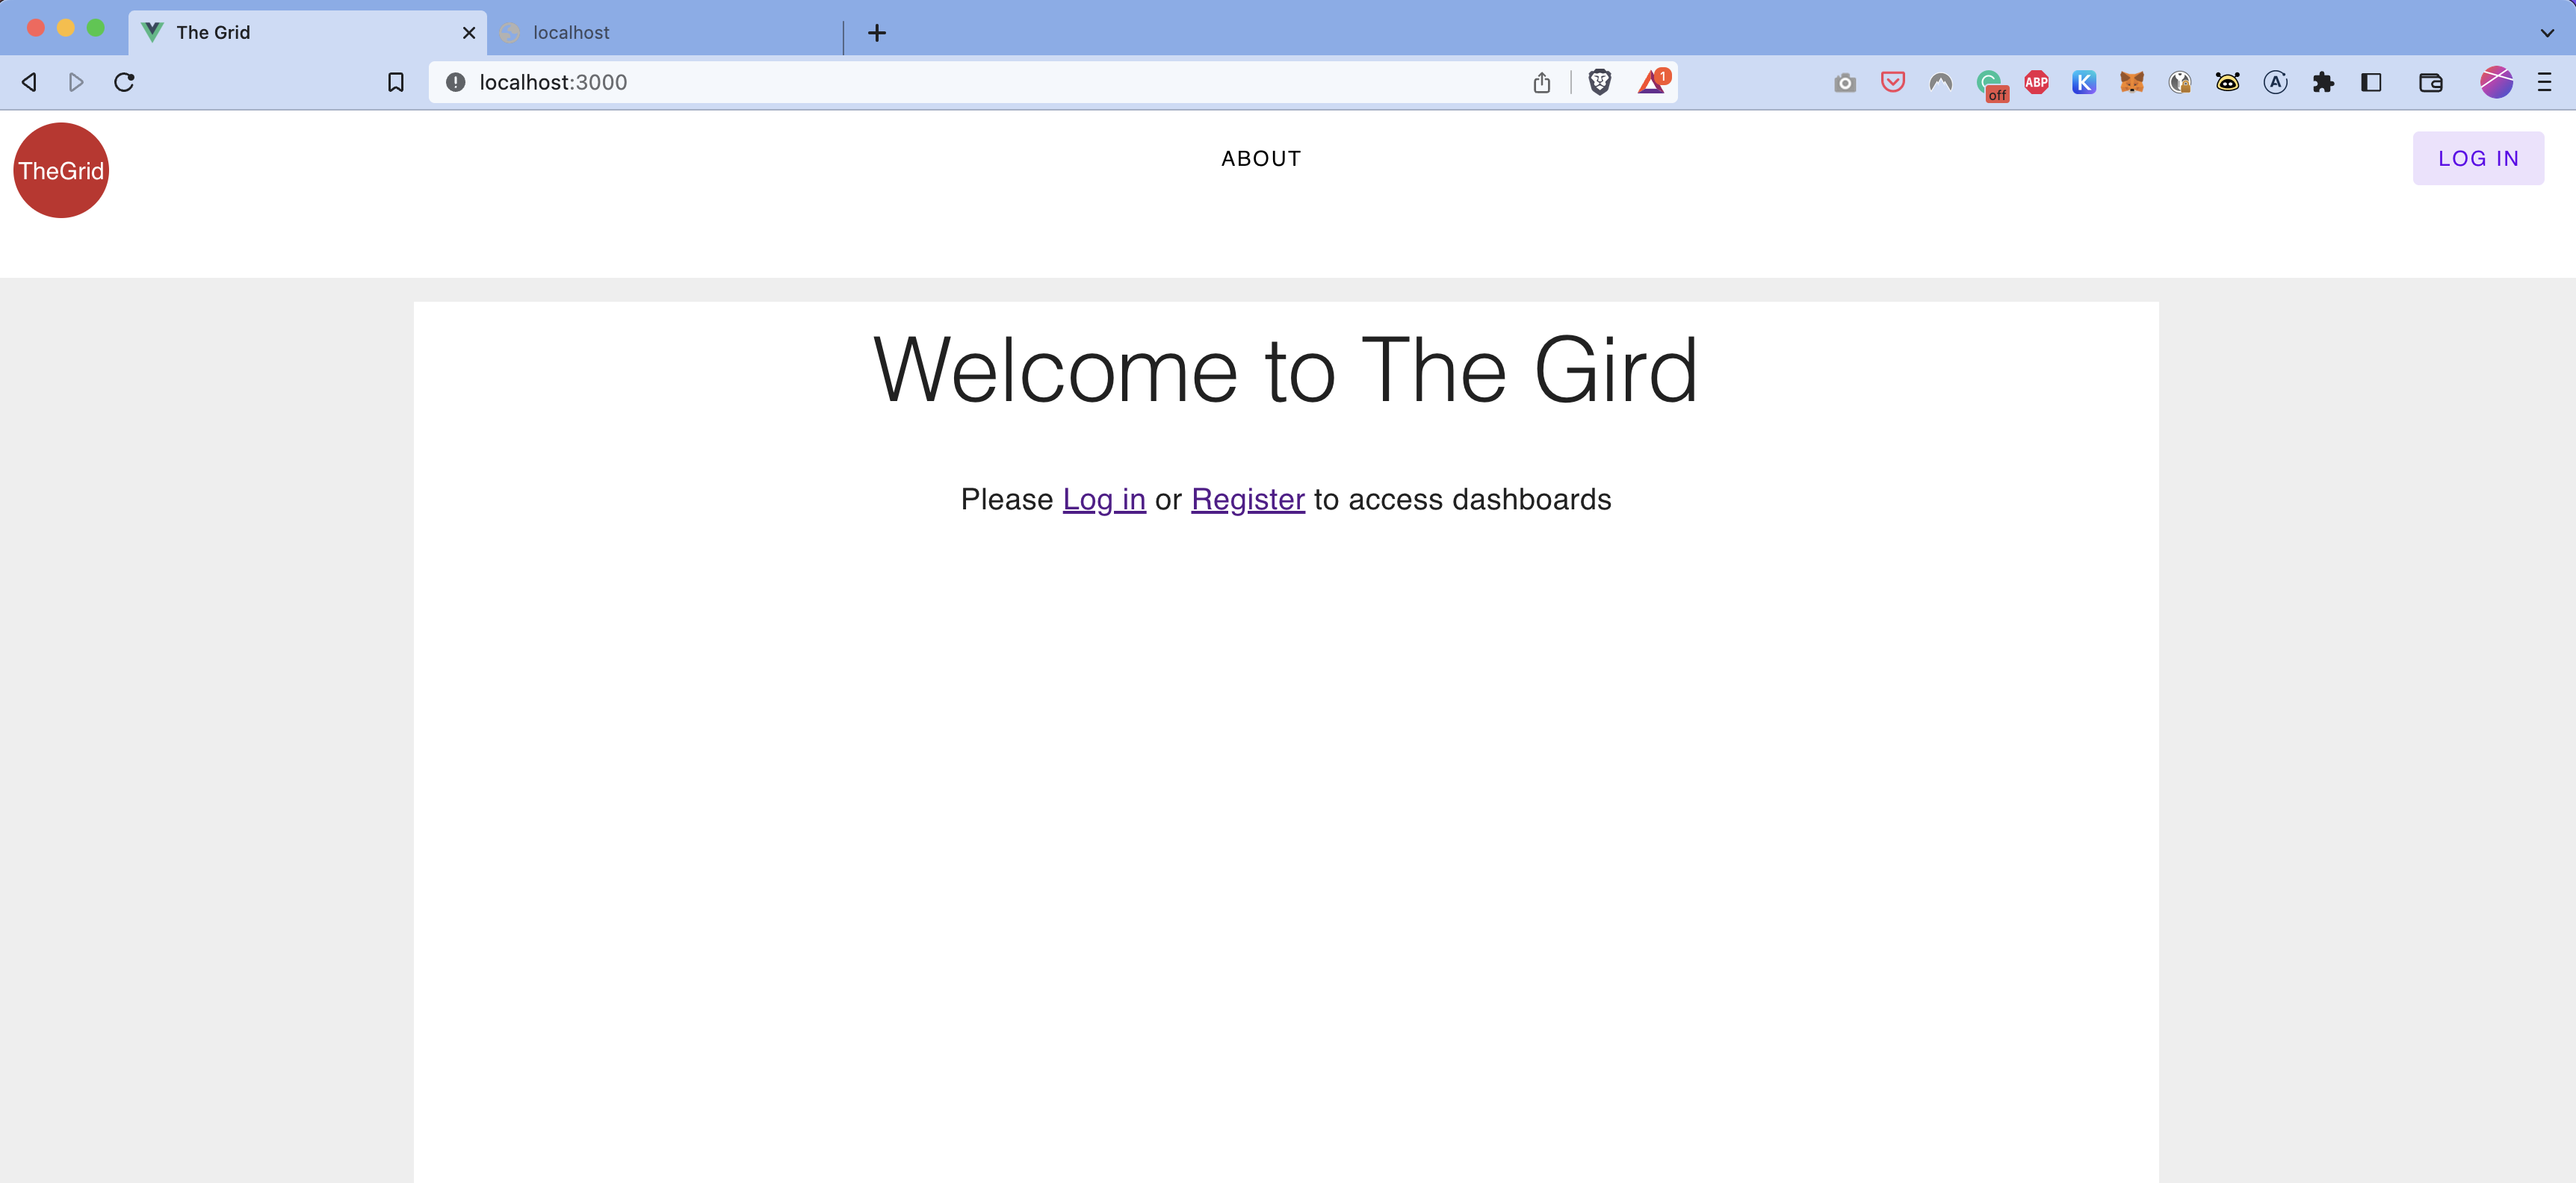 The Grid
localhost
localhost:3000
1
off
ABP
K
A
TheGrid
ABOUT
LOG IN
Welcome to The Gird
Please Log in or Register to access dashboards